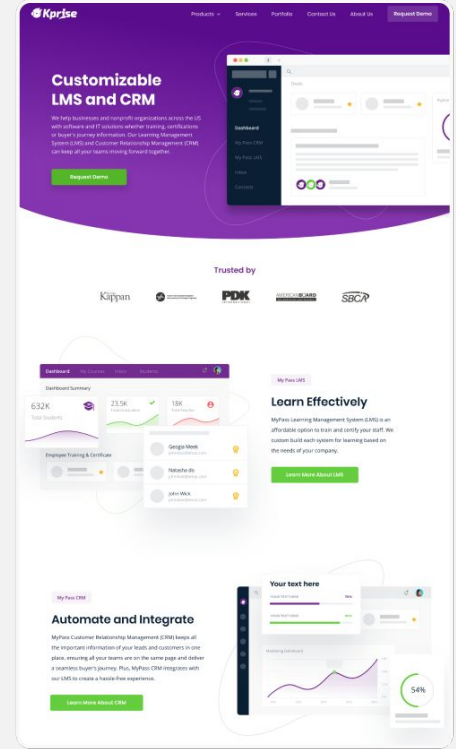 Kprise
Products Services Portfolio Contact Us About Us Request Demo
Customizable
LMS and CRM
We help businesses and nonprofit organizations across the US
with software and IT solutions whether training, certifications
or buyer's journey information. Our Learning Management
System (LMS) and Customer Relationship Management (CRM)
can keep all your teams moving forward together.
Request Demo
Dashboard
My Pass CRM
My Pass LMS
Inbox
Contacts
Trusted by
Kappan
PDK
INTERNATIONAL
AMERICAN BOARD
SBCA
Dashboard My Courses Inbox Students
Dashboard Summary
632K
Total Students
23.5K
18K
Employee Training & Certificate
Georgia Meek
Natasha dis
John Wick
My Pass LMS
Learn Effectively
MyPass Learning Management System (LMS) is an
affordable option to train and certify your staff. We
custom build each system for learning based on
the needs of your company.
Learn More About LMS
My Pass CRM
Automate and Integrate
MyPass Customer Relationship Management (CRM) keeps all
the important information of your leads and customers in one
place, ensuring all your teams are on the same page and deliver
a seamless buyer's journey. Plus, MyPass CRM integrates with
our LMS to create a hassle-free experience.
Learn More About CRM
Your text here
Marketing Dashboard
54%